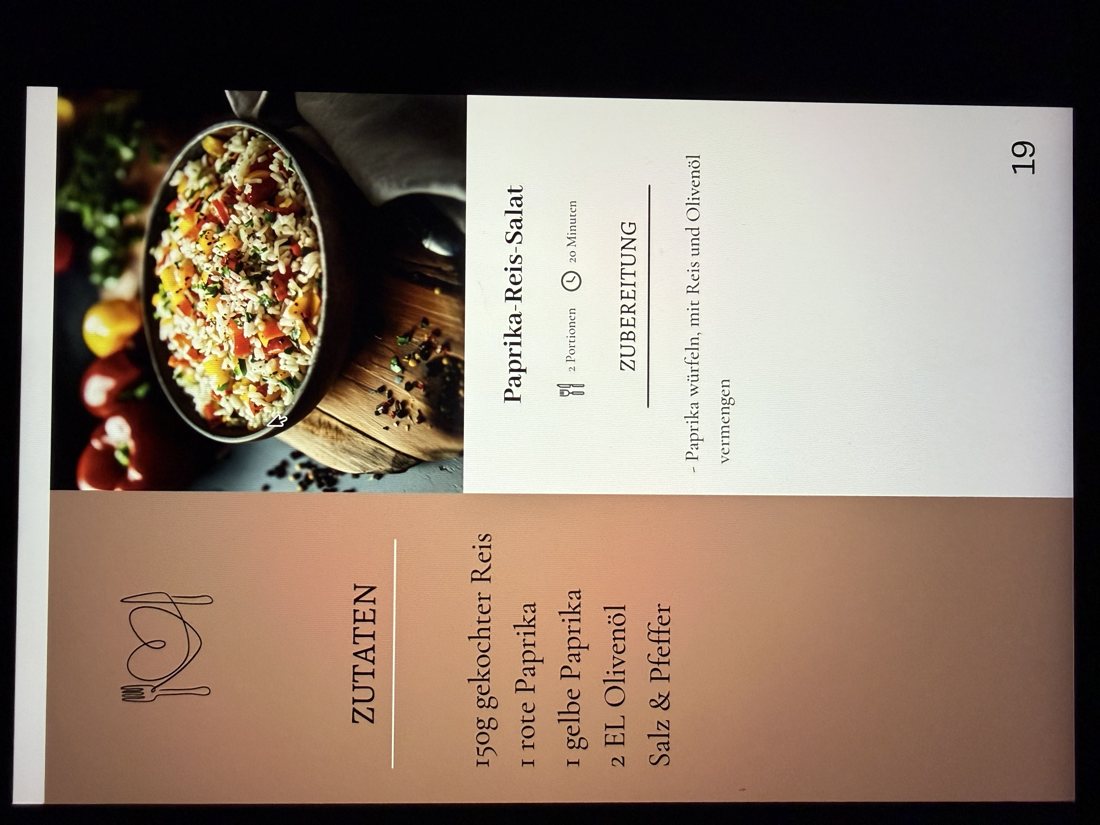 ZUTATEN
150g gekochter Reis
1 rote Paprika
1 gelbe Paprika
2 EL Olivenöl
Salz & Pfeffer
Paprika-Reis-Salat
2 Portionen 20 Minuten
ZUBEREITUNG
- Paprika würfeln, mit Reis und Olivenöl
vermengen
19